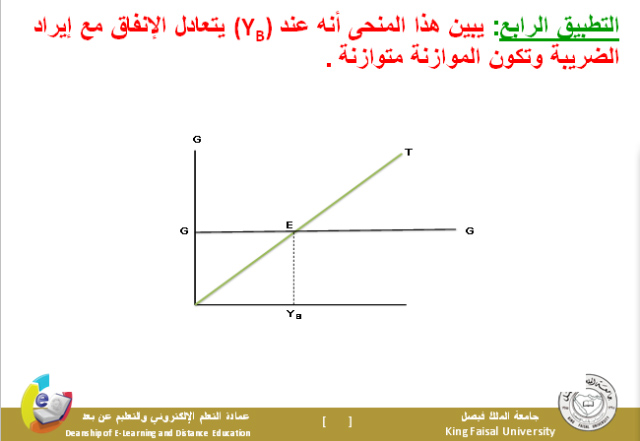 التطبيق الرابع: يبين هذا المنحى أنه عند (YB) يتعادل الإنفاق مع إيراد
الضريبة وتكون الموازنة متوازنة .
G
T
G
E
G
YB
عمادة التعلم الإلكتروني والتعليم عن بعد
Deanship of E-Learning and Distance Education
[ ]
جامعة الملك فيصل
King Faisal University
e